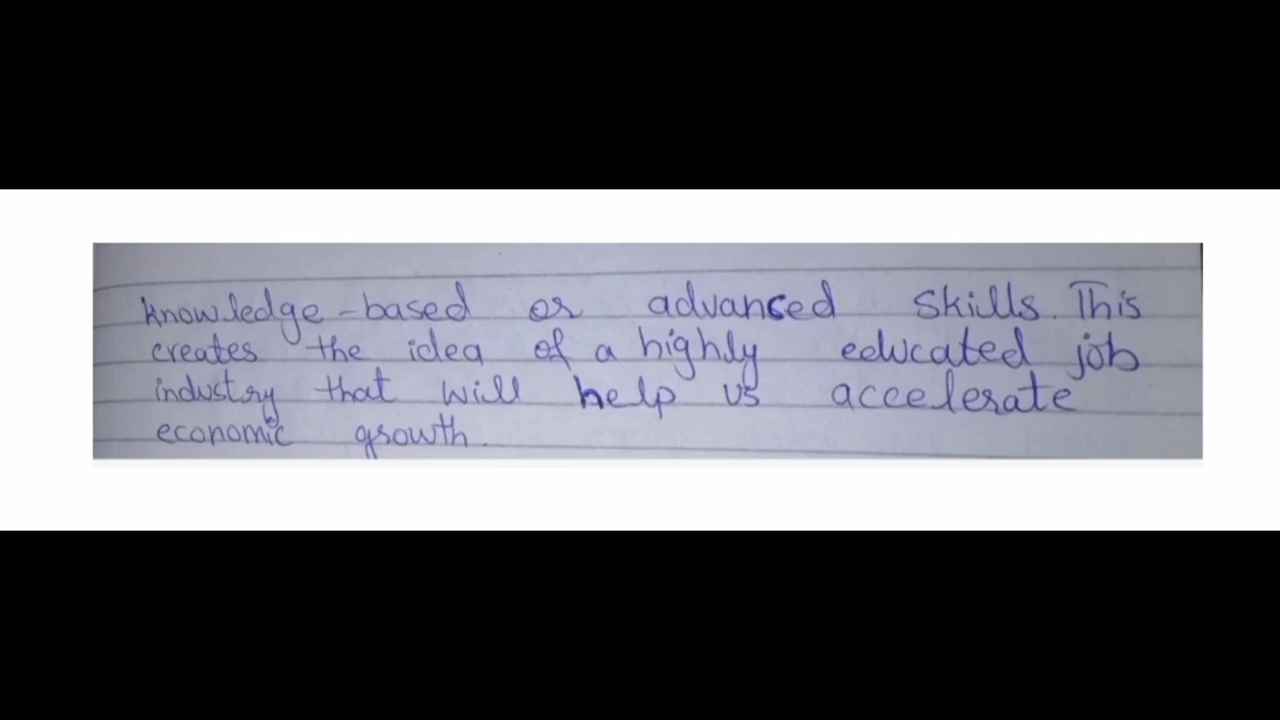 knowledge-based or advanced skills. This
creates the idea of a highly educated job
industry that will help us accelerate
economic growth.